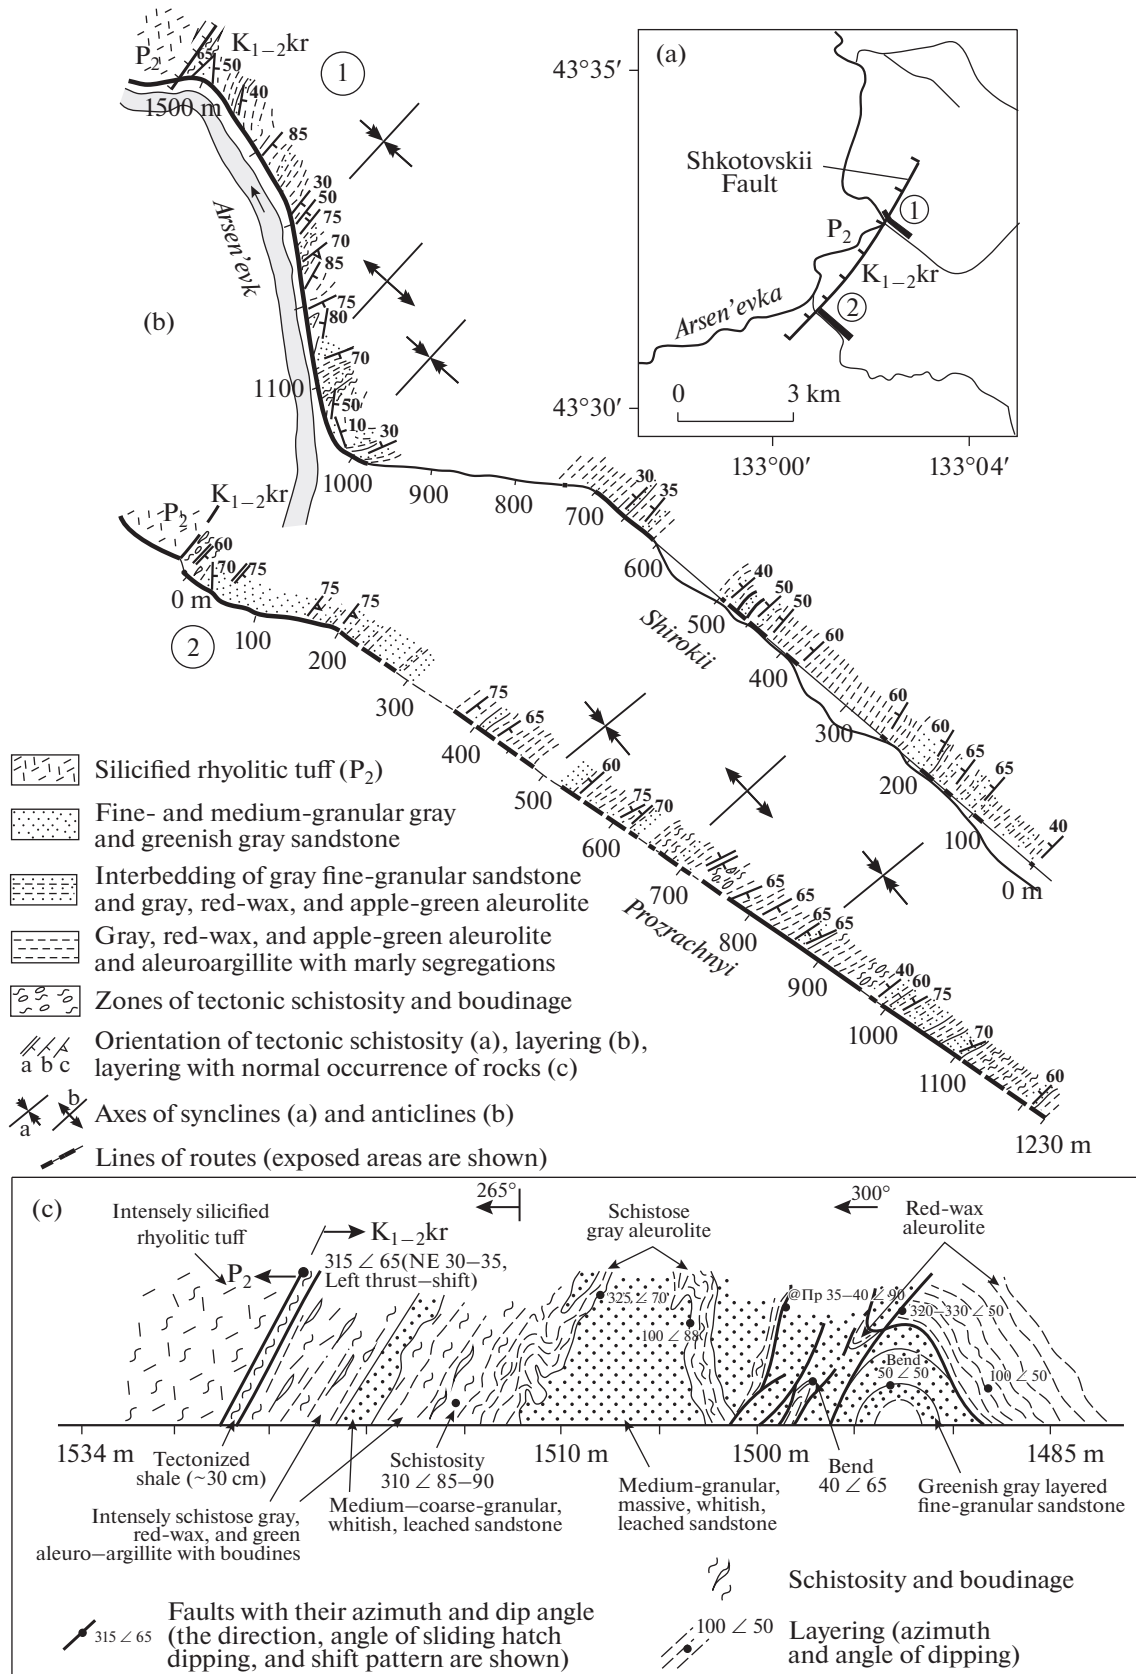 (a)
43°35′
43°30′
133°00′
133°04′
Shkotovskii
Fault
P2
K1–2kr
1
2
Arsen’evka
0
3 km
(b)
P2
K1–2kr
1
65
50
40
1500 m
85
30
50
75
70
85
75
80
70
50
10
30
Arsen’evk
1100
1000
900
800
700
600
500
400
300
200
100
0 m
30
35
40
50
50
60
60
60
65
65
40
Shirokii
P2
K1–2kr
60
70
75
75
75
0 m
2
100
200
300
400
500
600
700
800
900
1000
1100
1230 m
75
65
60
75
70
65
65
65
65
40
60
75
70
60
Prozrachnyi
Silicified rhyolitic tuff (P2)
Fine- and medium-granular gray
and greenish gray sandstone
Interbedding of gray fine-granular sandstone
and gray, red-wax, and apple-green aleurolite
Gray, red-wax, and apple-green aleurolite
and aleuroargillite with marly segregations
Zones of tectonic schistosity and boudinage
a b c
Orientation of tectonic schistosity (a), layering (b),
layering with normal occurrence of rocks (c)
a
b
Axes of synclines (a) and anticlines (b)
Lines of routes (exposed areas are shown)
(c)
265°
300°
Intensely silicified
rhyolitic tuff
K1–2kr
P2
315 ∠ 65(NE 30–35,
Left thrust–shift)
Schistose
gray aleurolite
Red-wax
aleurolite
325 ∠ 70
100 ∠ 88
@Пр 35–40 ∠ 90
320–330 ∠ 50
Bend
50 ∠ 50
100 ∠ 50
1534 m
1510 m
1500 m
1485 m
Tectonized
shale (~30 cm)
Schistosity
310 ∠ 85–90
Bend
40 ∠ 65
Intensely schistose gray,
red-wax, and green
aleuro–argillite with boudines
Medium–coarse-granular,
whitish, leached sandstone
Medium-granular,
massive, whitish,
leached sandstone
Greenish gray layered
fine-granular sandstone
315 ∠ 65
Faults with their azimuth and dip angle
(the direction, angle of sliding hatch
dipping, and shift pattern are shown)
Schistosity and boudinage
100 ∠ 50
Layering (azimuth
and angle of dipping)